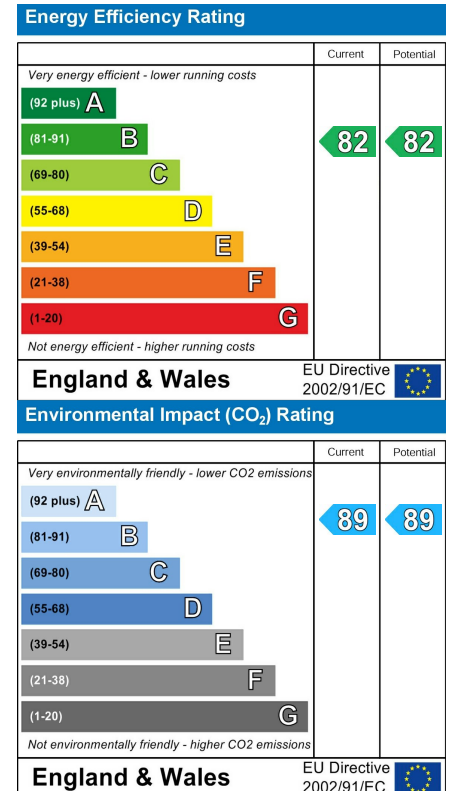 Energy Efficiency Rating
Current Potential
Very energy efficient - lower running costs
(92 plus) A
(81-91) B 82 82
(69-80) C
(55-68) D
(39-54) E
(21-38) F
(1-20) G
Not energy efficient - higher running costs
England & Wales
EU Directive
2002/91/EC
Environmental Impact (CO₂) Rating
Current Potential
Very environmentally friendly - lower CO2 emissions
(92 plus) A
89 89
(81-91) B
(69-80) C
(55-68) D
(39-54) E
(21-38) F
(1-20) G
Not environmentally friendly - higher CO2 emissions
England & Wales
EU Directive
2002/91/EC